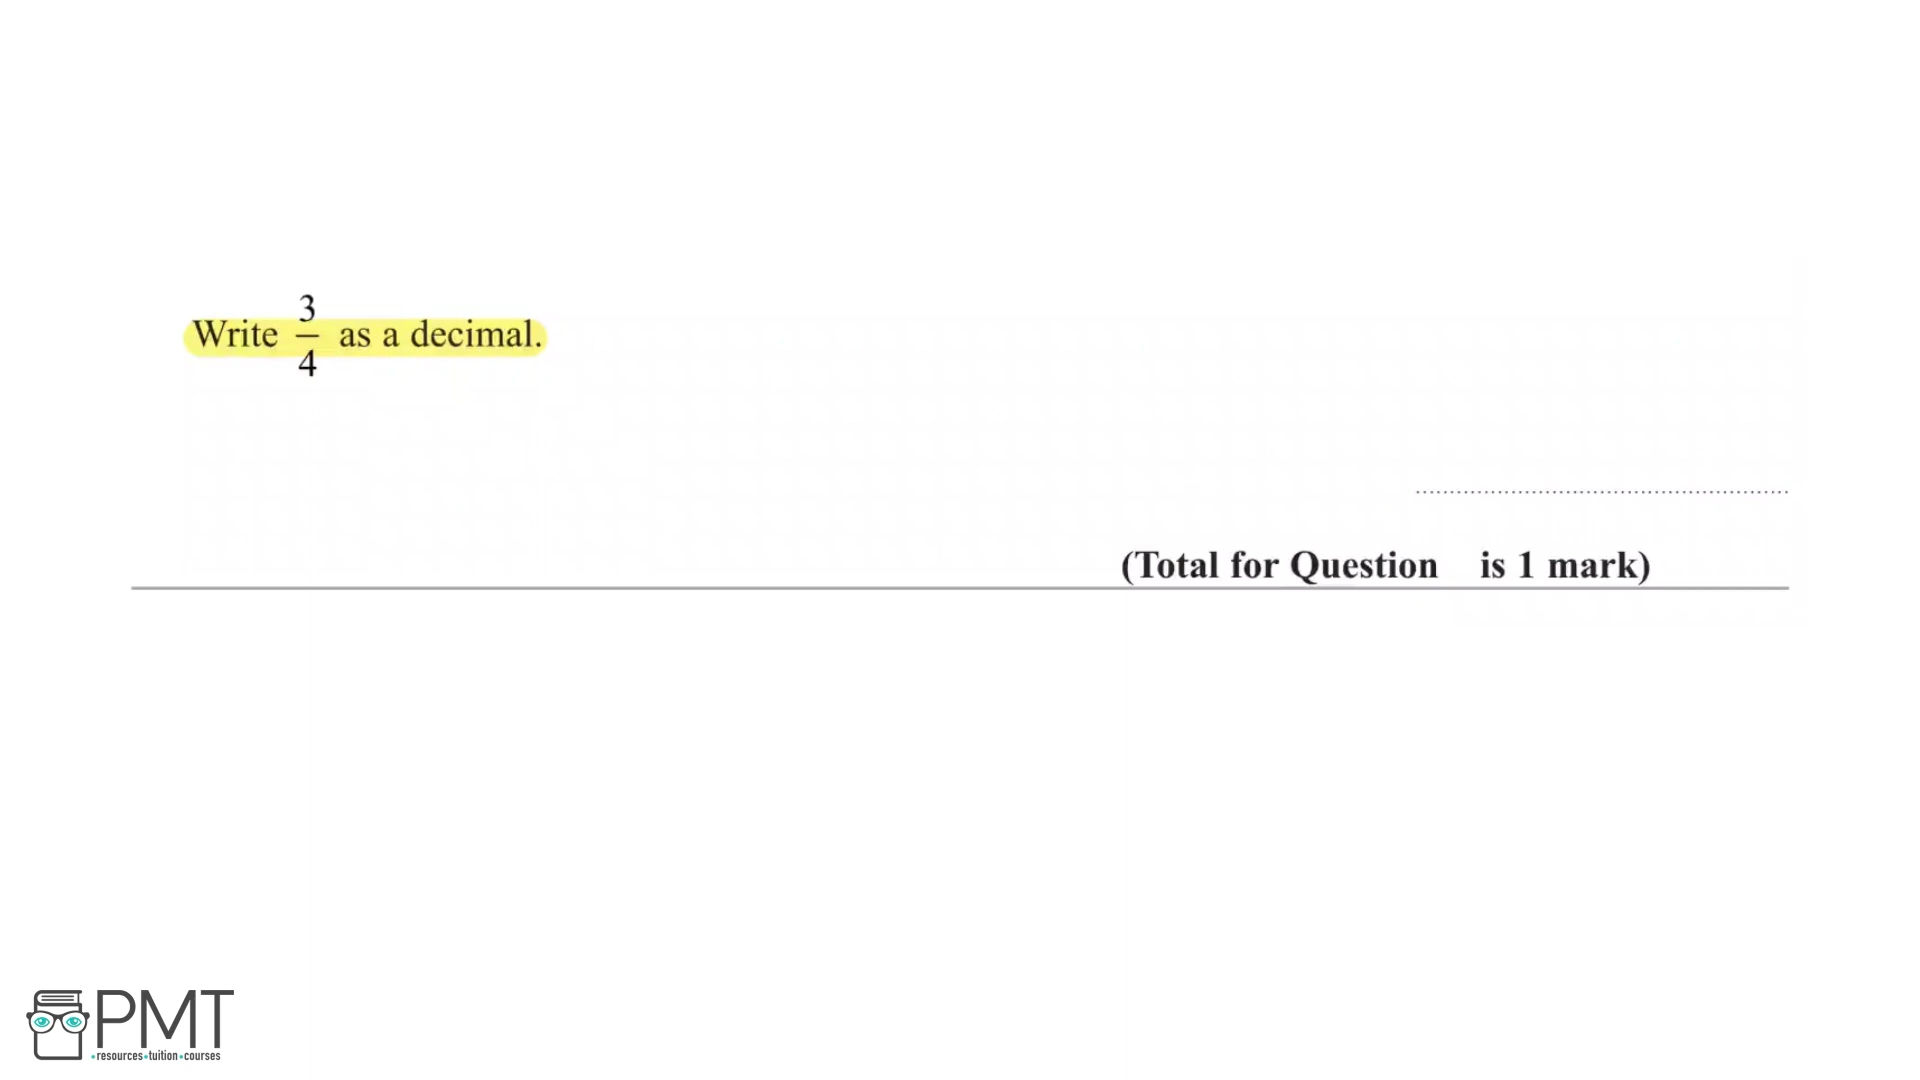 Write 3/4 as a decimal.
(Total for Question is 1 mark)
PMT
resources tuition courses